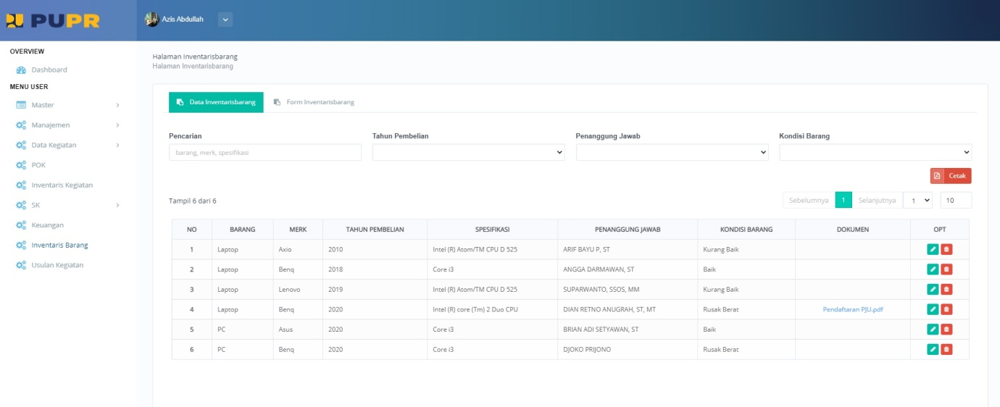 PUPR
Azis Abdullah
OVERVIEW
Dashboard
MENU USER
Master
Manajemen
Data Kegiatan
POK
Inventaris Kegiatan
SK
Keuangan
Inventaris Barang
Usulan Kegiatan
Halaman Inventarisbarang
Halaman Inventarisbarang
Data Inventarisbarang Form Inventarisbarang
Pencarian Tahun Pembelian Penanggung Jawab Kondisi Barang
barang, merk, spesifikasi
Cetak
Tampil 6 dari 6 Sebelumnya 1 Selanjutnya 1 10
NO BARANG MERK TAHUN PEMBELIAN SPESIFIKASI PENANGGUNG JAWAB KONDISI BARANG DOKUMEN OPT
1 Laptop Axio 2010 Intel (R) Atom/TM CPU D 525 ARIF BAYU P, ST Kurang Baik
2 Laptop Benq 2018 Core i3 ANGGA DARMAWAN, ST Baik
3 Laptop Lenovo 2019 Intel (R) Atom/TM CPU D 525 SUPARWANTO, SSOS, MM Kurang Baik
4 Laptop Benq 2020 Intel (R) core (Tm) 2 Duo CPU DIAN RETNO ANUGRAH, ST, MT Rusak Berat Pendaftaran PJU.pdf
5 PC Asus 2020 Core i3 BRIAN ADI SETYAWAN, ST Baik
6 PC Benq 2020 Core i3 DJOKO PRIJONO Rusak Berat